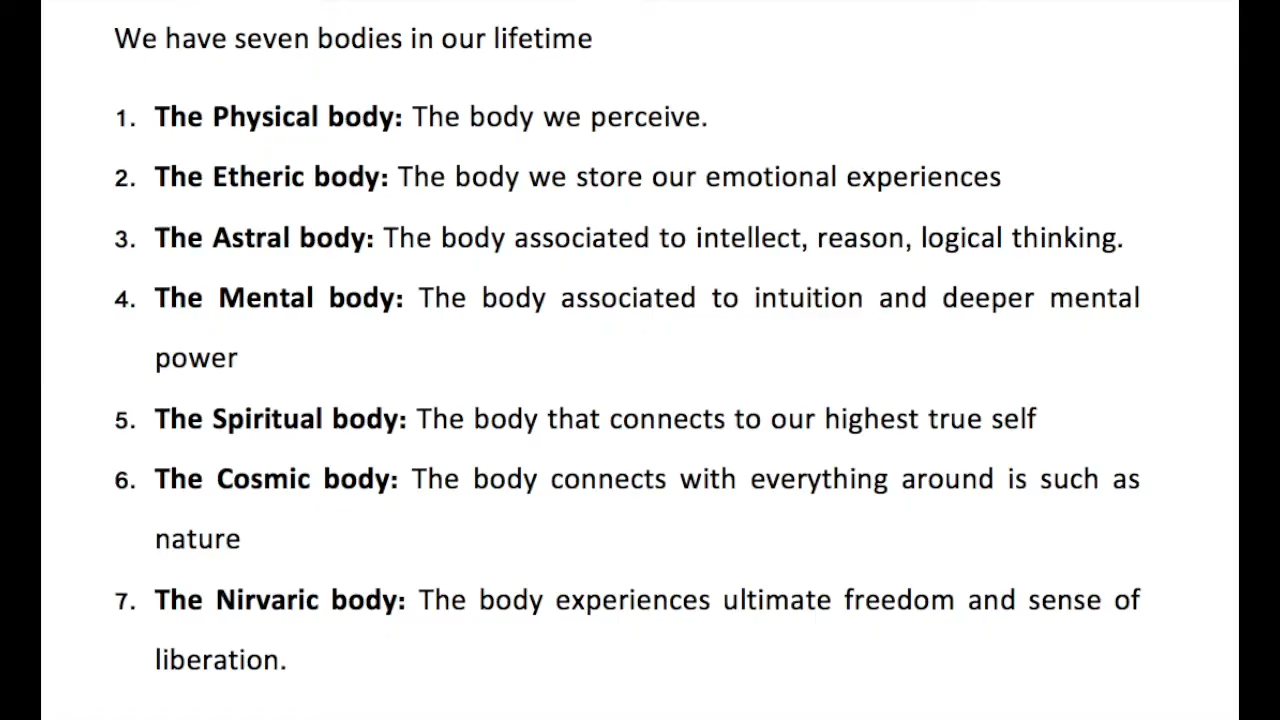 We have seven bodies in our lifetime
1. The Physical body: The body we perceive.
2. The Etheric body: The body we store our emotional experiences
3. The Astral body: The body associated to intellect, reason, logical thinking.
4. The Mental body: The body associated to intuition and deeper mental
power
5. The Spiritual body: The body that connects to our highest true self
6. The Cosmic body: The body connects with everything around is such as
nature
7. The Nirvaric body: The body experiences ultimate freedom and sense of
liberation.